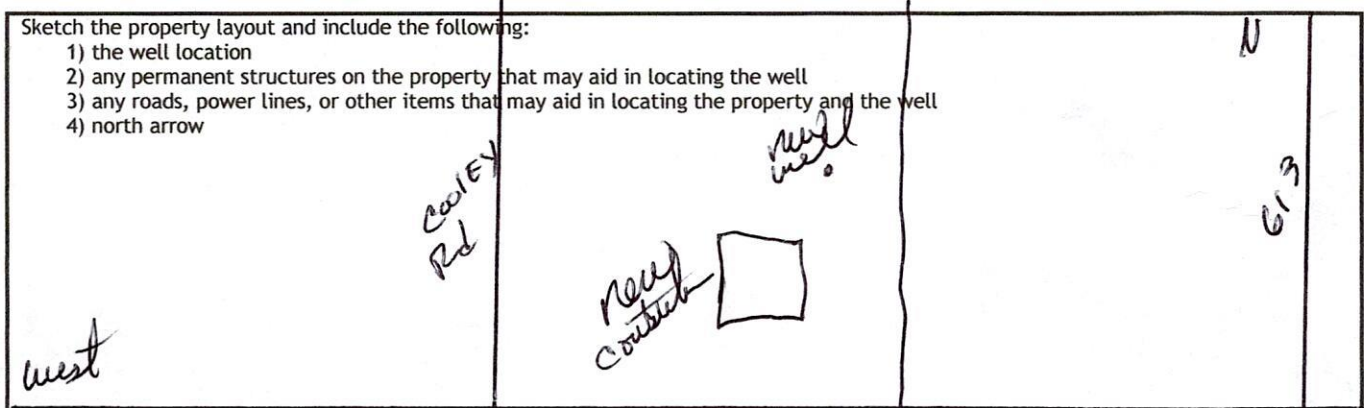 Sketch the property layout and include the following:
1) the well location
2) any permanent structures on the property that may aid in locating the well
3) any roads, power lines, or other items that may aid in locating the property and the well
4) north arrow
N
new
well
COOLEY
Rd
613
new
west